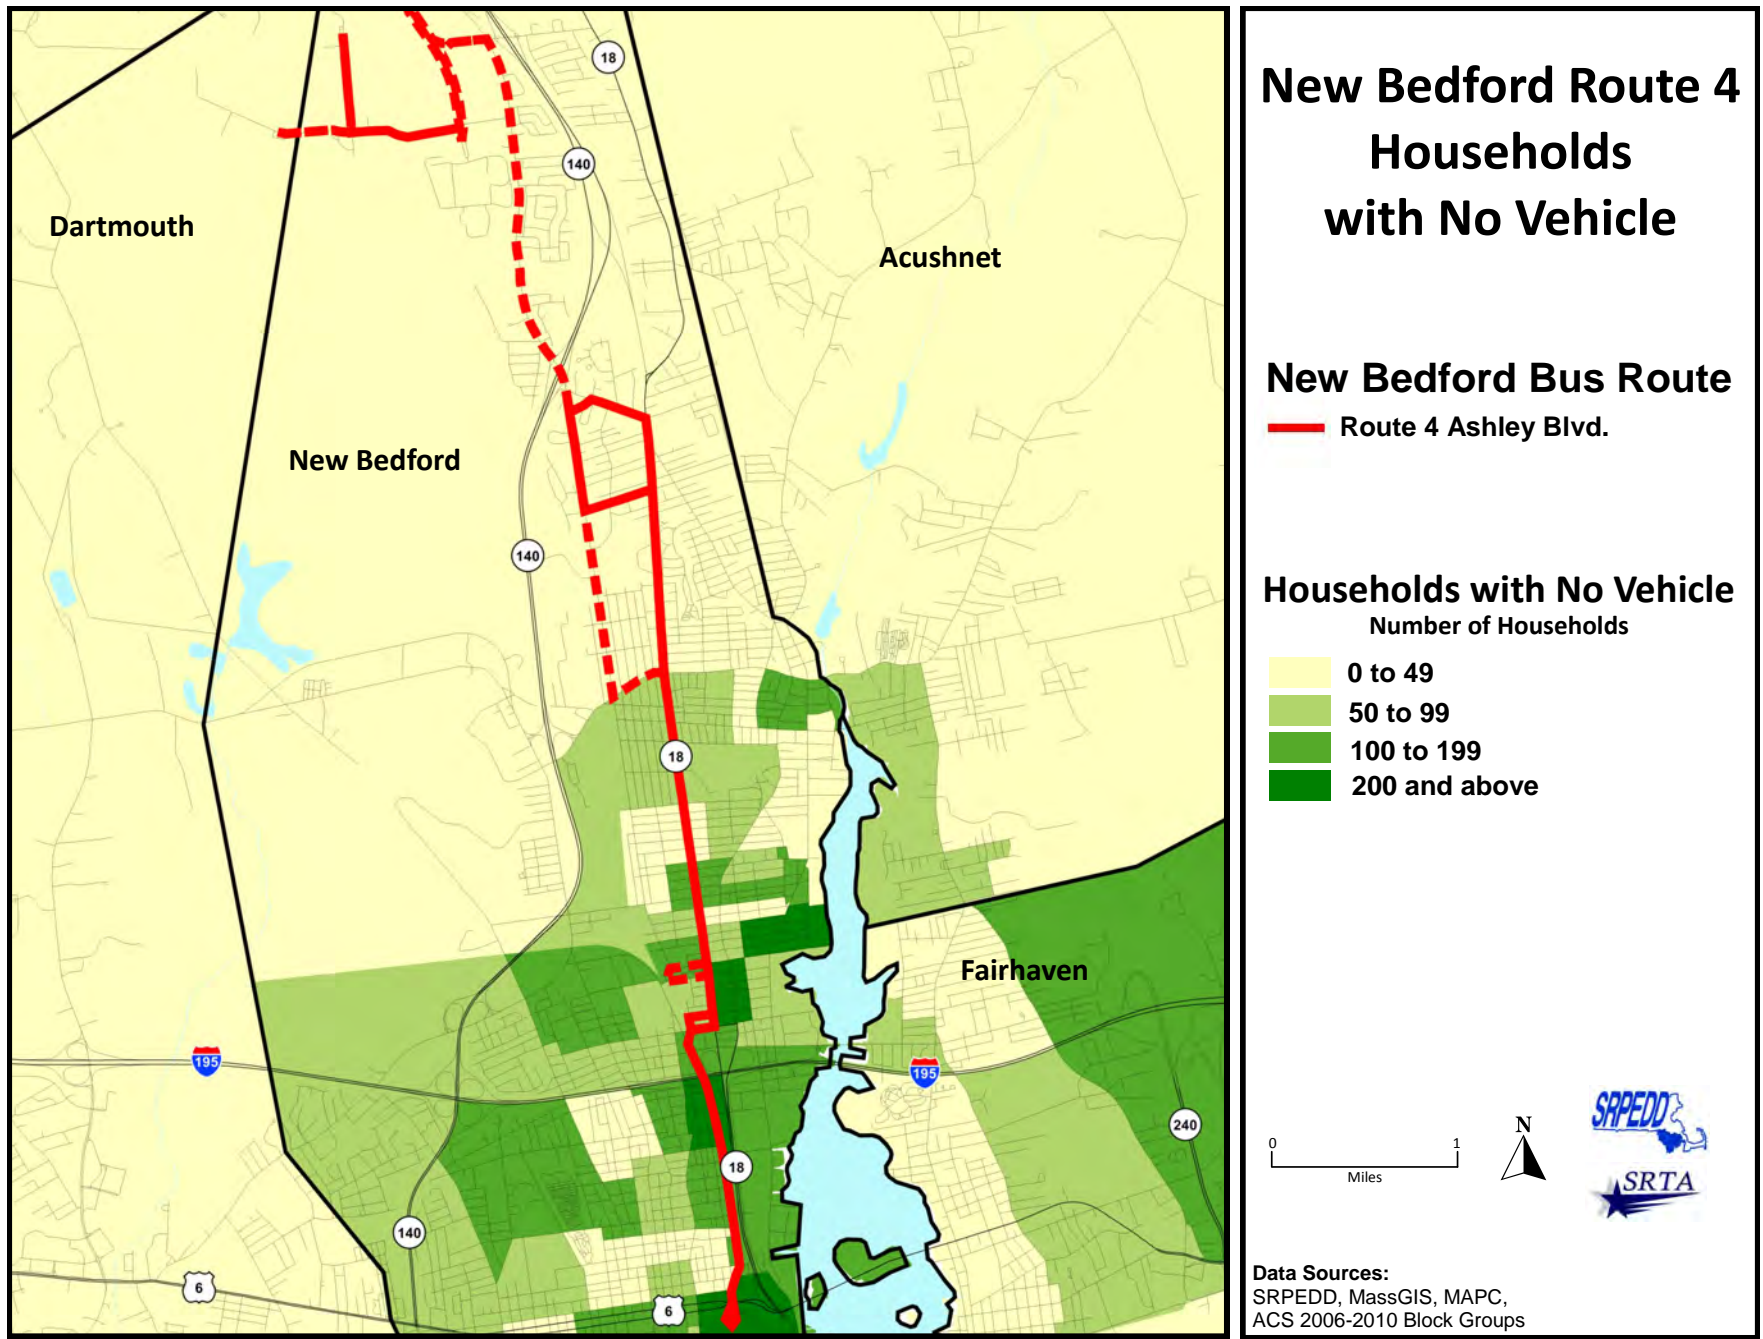 18
140
Dartmouth
Acushnet
New Bedford
140
18
Fairhaven
195
195
240
18
140
6
6
New Bedford Route 4
Households
with No Vehicle
New Bedford Bus Route
Route 4 Ashley Blvd.
Households with No Vehicle
Number of Households
0 to 49
50 to 99
100 to 199
200 and above
0 1
Miles
N
SRPEDD
SRTA
Data Sources:
SRPEDD, MassGIS, MAPC,
ACS 2006-2010 Block Groups